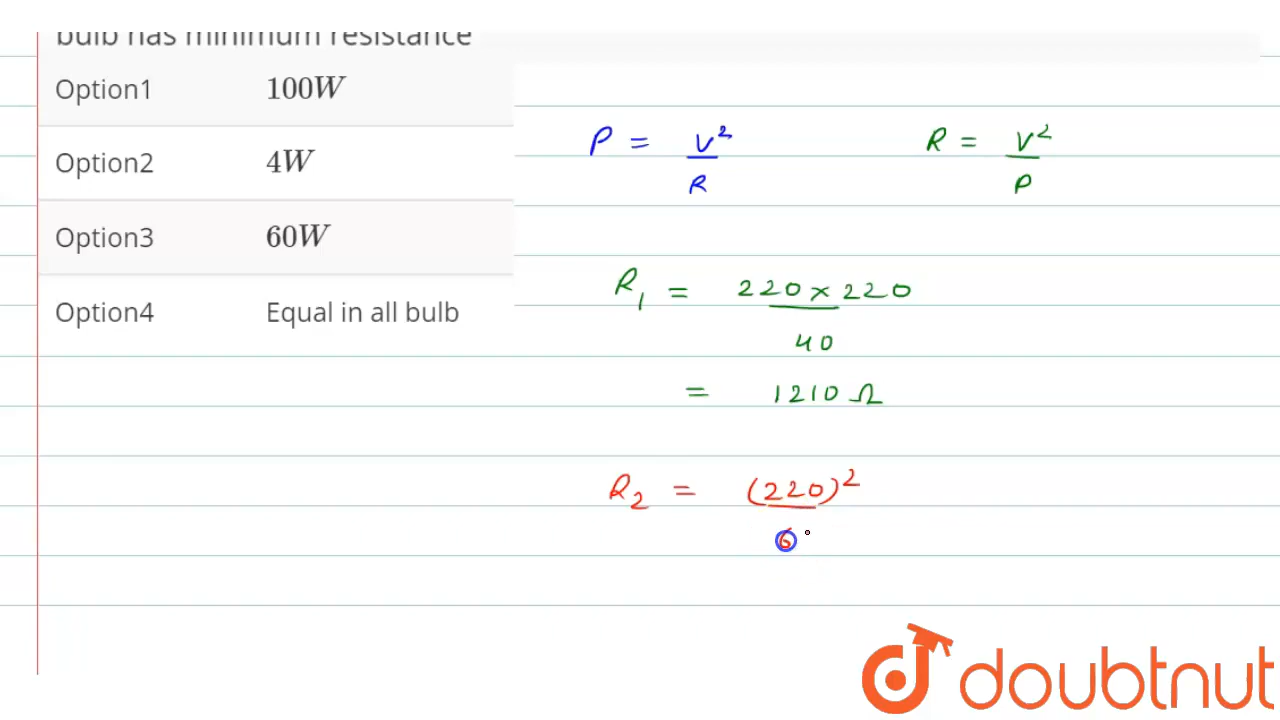 bulb has minimum resistance
Option1 100W
Option2 4W
Option3 60W
Option4 Equal in all bulb
P = V²/R
R = V²/P
R₁ = 220 × 220 / 40
= 1210 Ω
R₂ = (220)² / 6
doubtnut